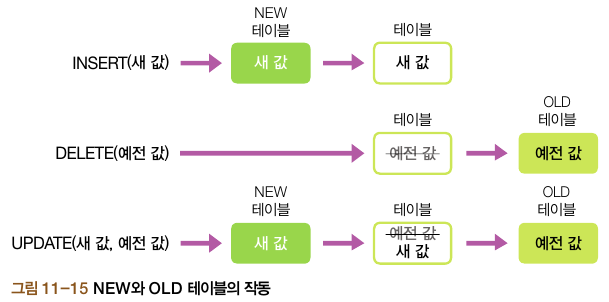 NEW
테이블
테이블
INSERT(새 값)
새 값
새 값
테이블
OLD
테이블
DELETE(예전 값)
예전 값
예전 값
NEW
테이블
테이블
OLD
테이블
UPDATE(새 값, 예전 값)
새 값
예전 값
새 값
예전 값
그림 11-15 NEW와 OLD 테이블의 작동